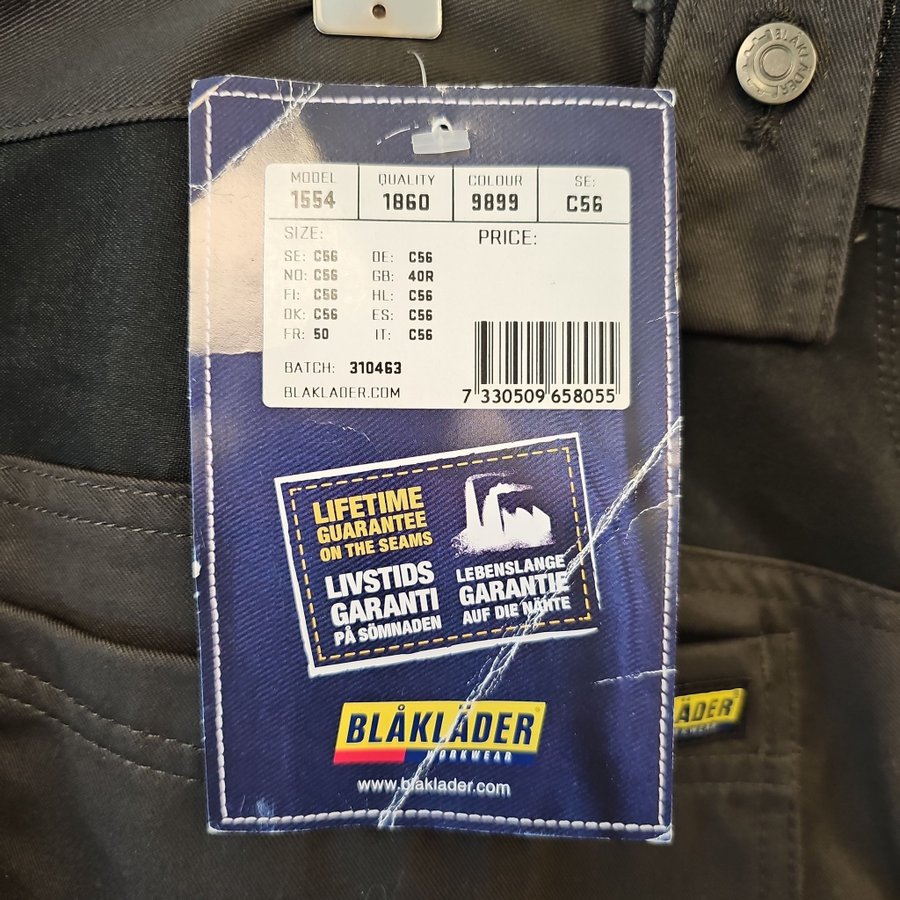 BLÅKLÄDER
MODEL QUALITY COLOUR SE:
1554 1860 9899 C56
SIZE: PRICE:
SE: C56 DE: C56
NO: C56 GB: 40R
FI: C56 HL: C56
DK: C56 ES: C56
FR: 50 IT: C56
BATCH: 310463
BLAKLADER.COM
7 330509 658055
LIFETIME
GUARANTEE
ON THE SEAMS
LIVSTIDS
GARANTI
PÅ SÖMNADEN
LEBENSLANGE
GARANTIE
AUF DIE NÄHTE
BLÅKLÄDER
WORKWEAR
www.blaklader.com
ÄDER